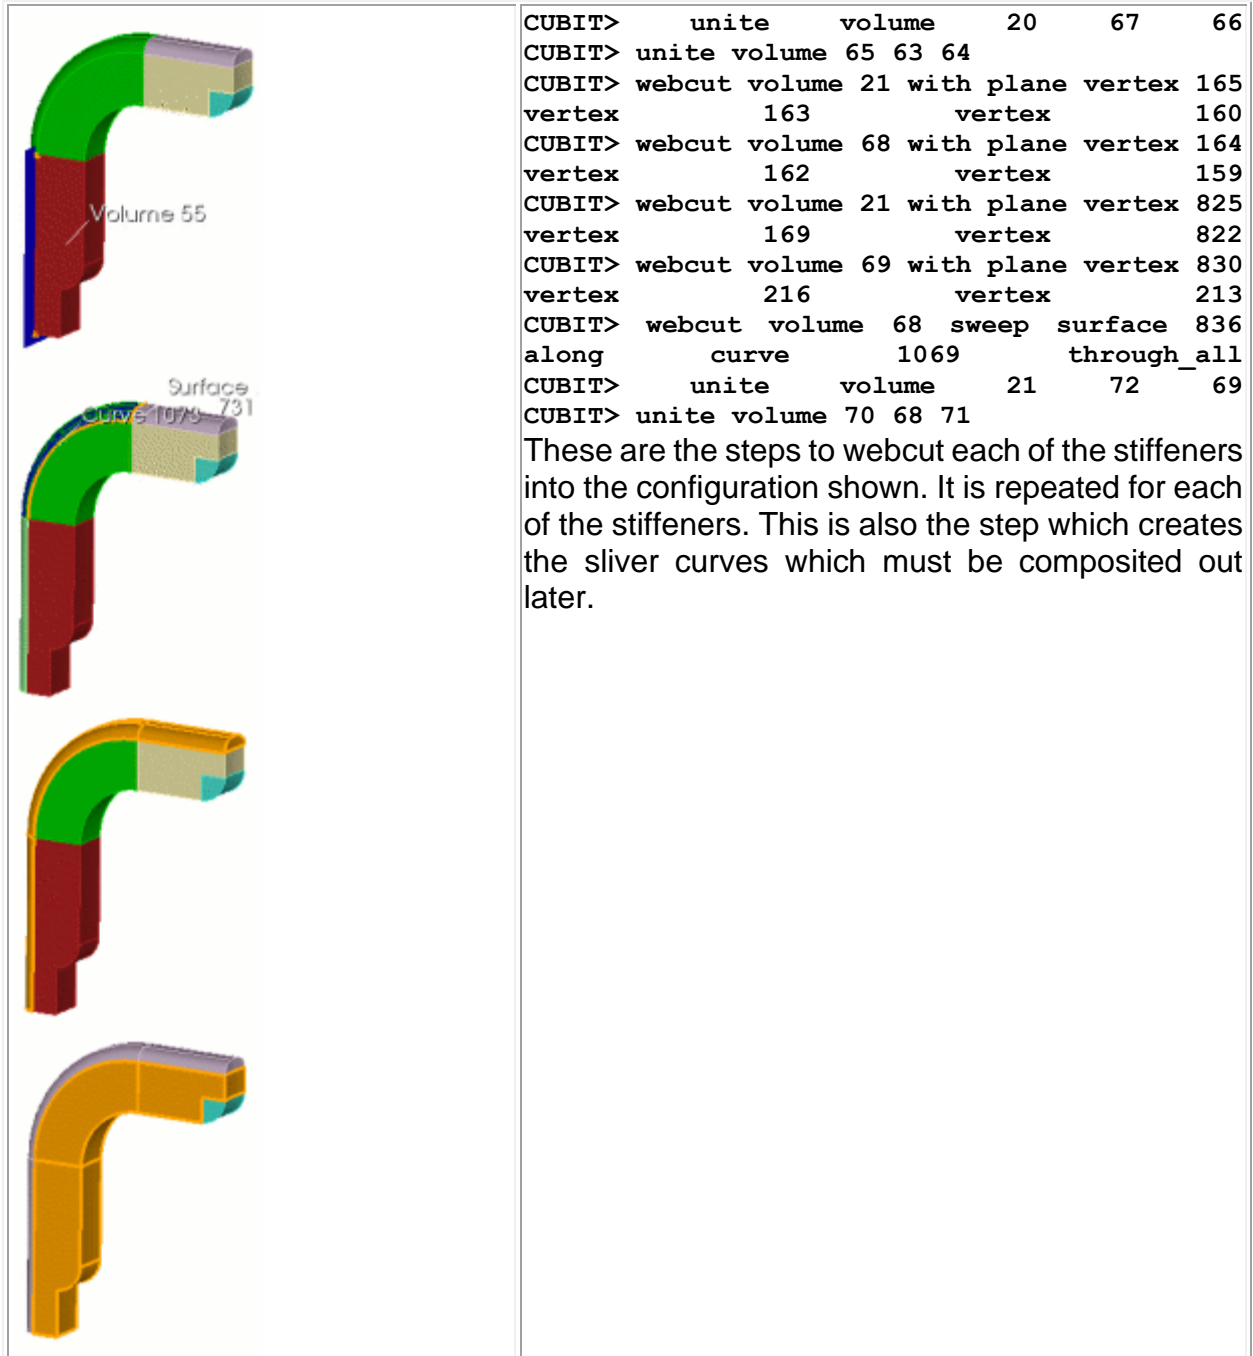 Volume 55
Surface
Curve 1073 731
CUBIT> unite volume 20 67 66
CUBIT> unite volume 65 63 64
CUBIT> webcut volume 21 with plane vertex 165
vertex 163 vertex 160
CUBIT> webcut volume 68 with plane vertex 164
vertex 162 vertex 159
CUBIT> webcut volume 21 with plane vertex 825
vertex 169 vertex 822
CUBIT> webcut volume 69 with plane vertex 830
vertex 216 vertex 213
CUBIT> webcut volume 68 sweep surface 836
along curve 1069 through_all
CUBIT> unite volume 21 72 69
CUBIT> unite volume 70 68 71
These are the steps to webcut each of the stiffeners
into the configuration shown. It is repeated for each
of the stiffeners. This is also the step which creates
the sliver curves which must be composited out
later.